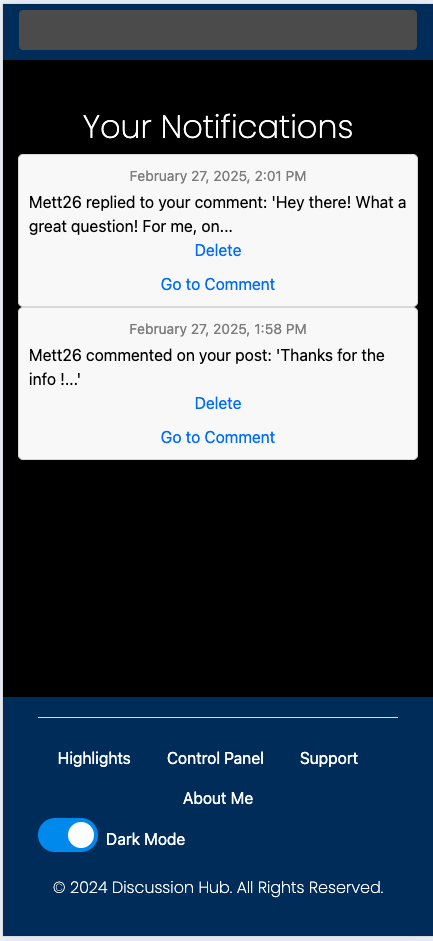 Your Notifications
February 27, 2025, 2:01 PM
Mett26 replied to your comment: 'Hey there! What a
great question! For me, on...
Delete
Go to Comment
February 27, 2025, 1:58 PM
Mett26 commented on your post: 'Thanks for the
info !...'
Delete
Go to Comment
Highlights Control Panel Support
About Me
Dark Mode
© 2024 Discussion Hub. All Rights Reserved.